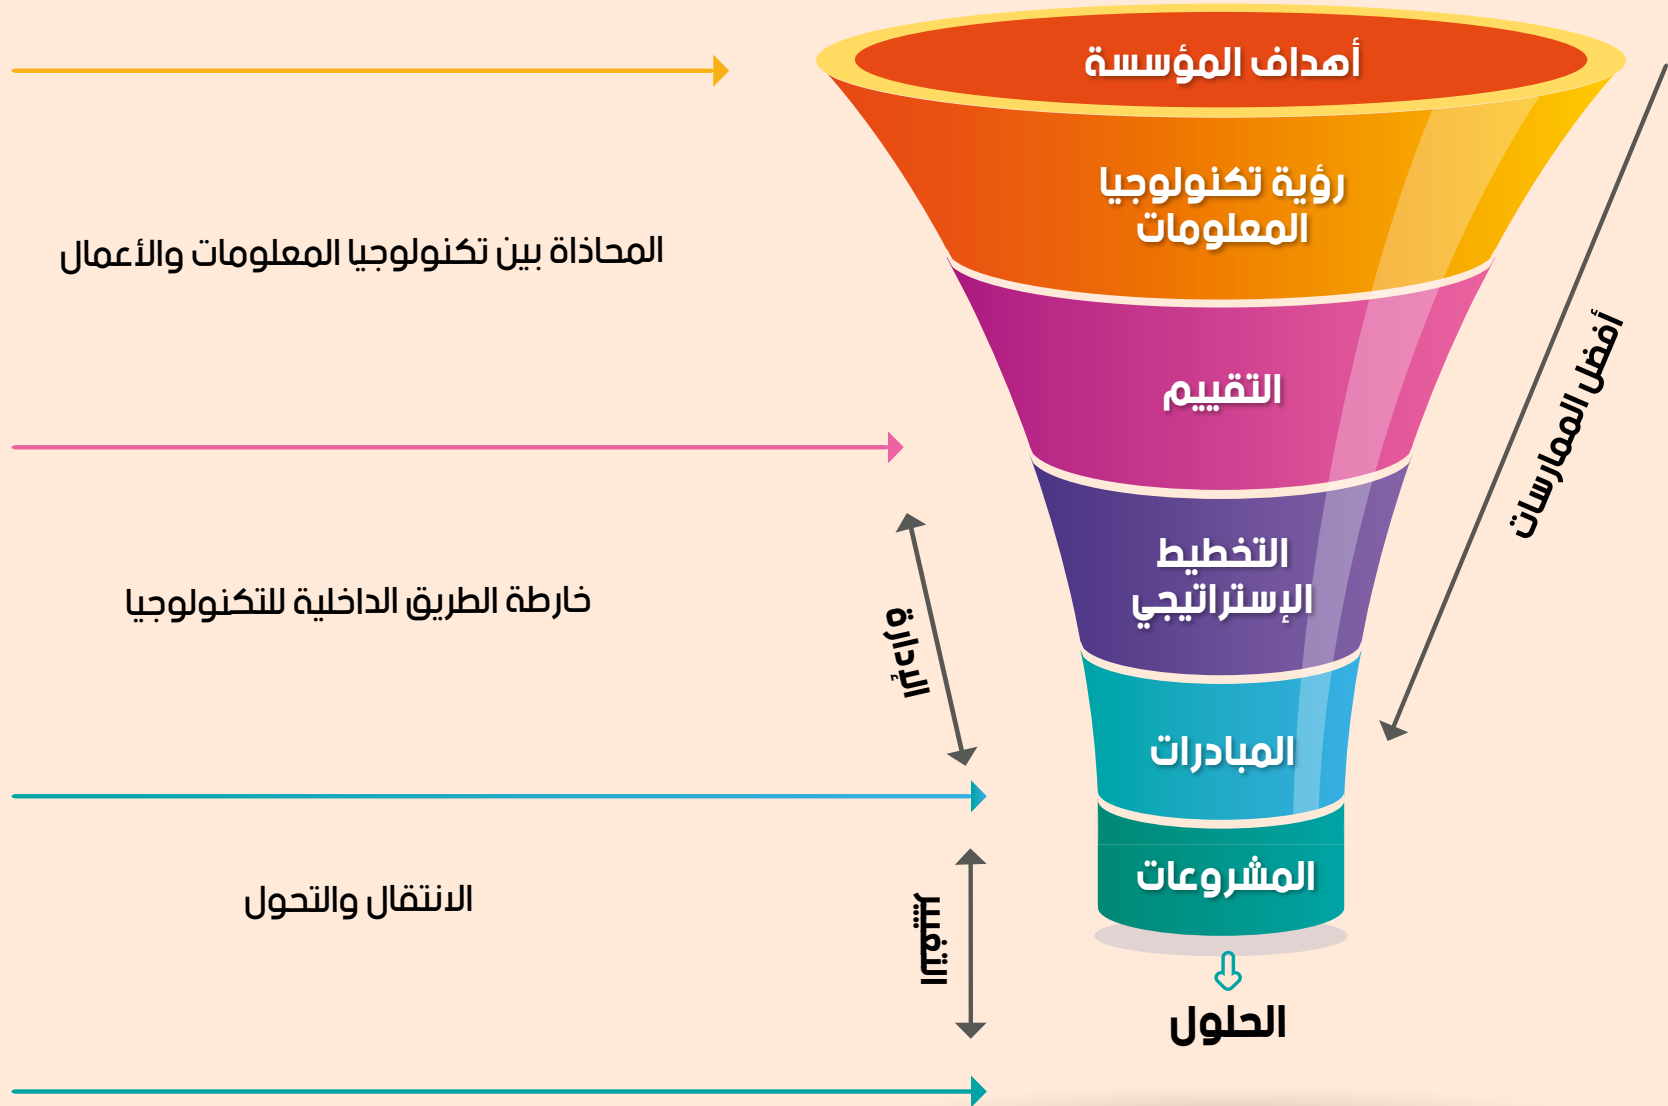 أهداف المؤسسة
رؤية تكنولوجيا
المعلومات
المحاذاة بين تكنولوجيا المعلومات والأعمال
التقييم
أفضل الممارسات
التخطيط
الإستراتيجي
خارطة الطريق الداخلية للتكنولوجيا
الإدارة
المبادرات
المشروعات
الانتقال والتحول
التغيير
الحلول